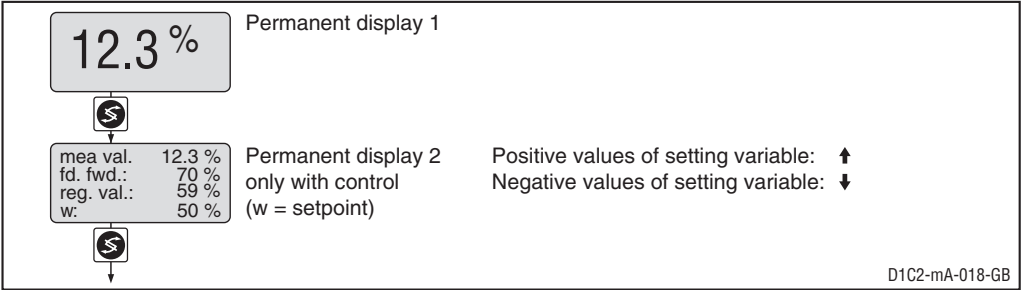 12.3 %
Permanent display 1
mea val. 12.3 %
fd. fwd.: 70 %
reg. val.: 59 %
w: 50 %
Permanent display 2
only with control
(w = setpoint)
Positive values of setting variable: ⬆
Negative values of setting variable: ⬇
D1C2-mA-018-GB